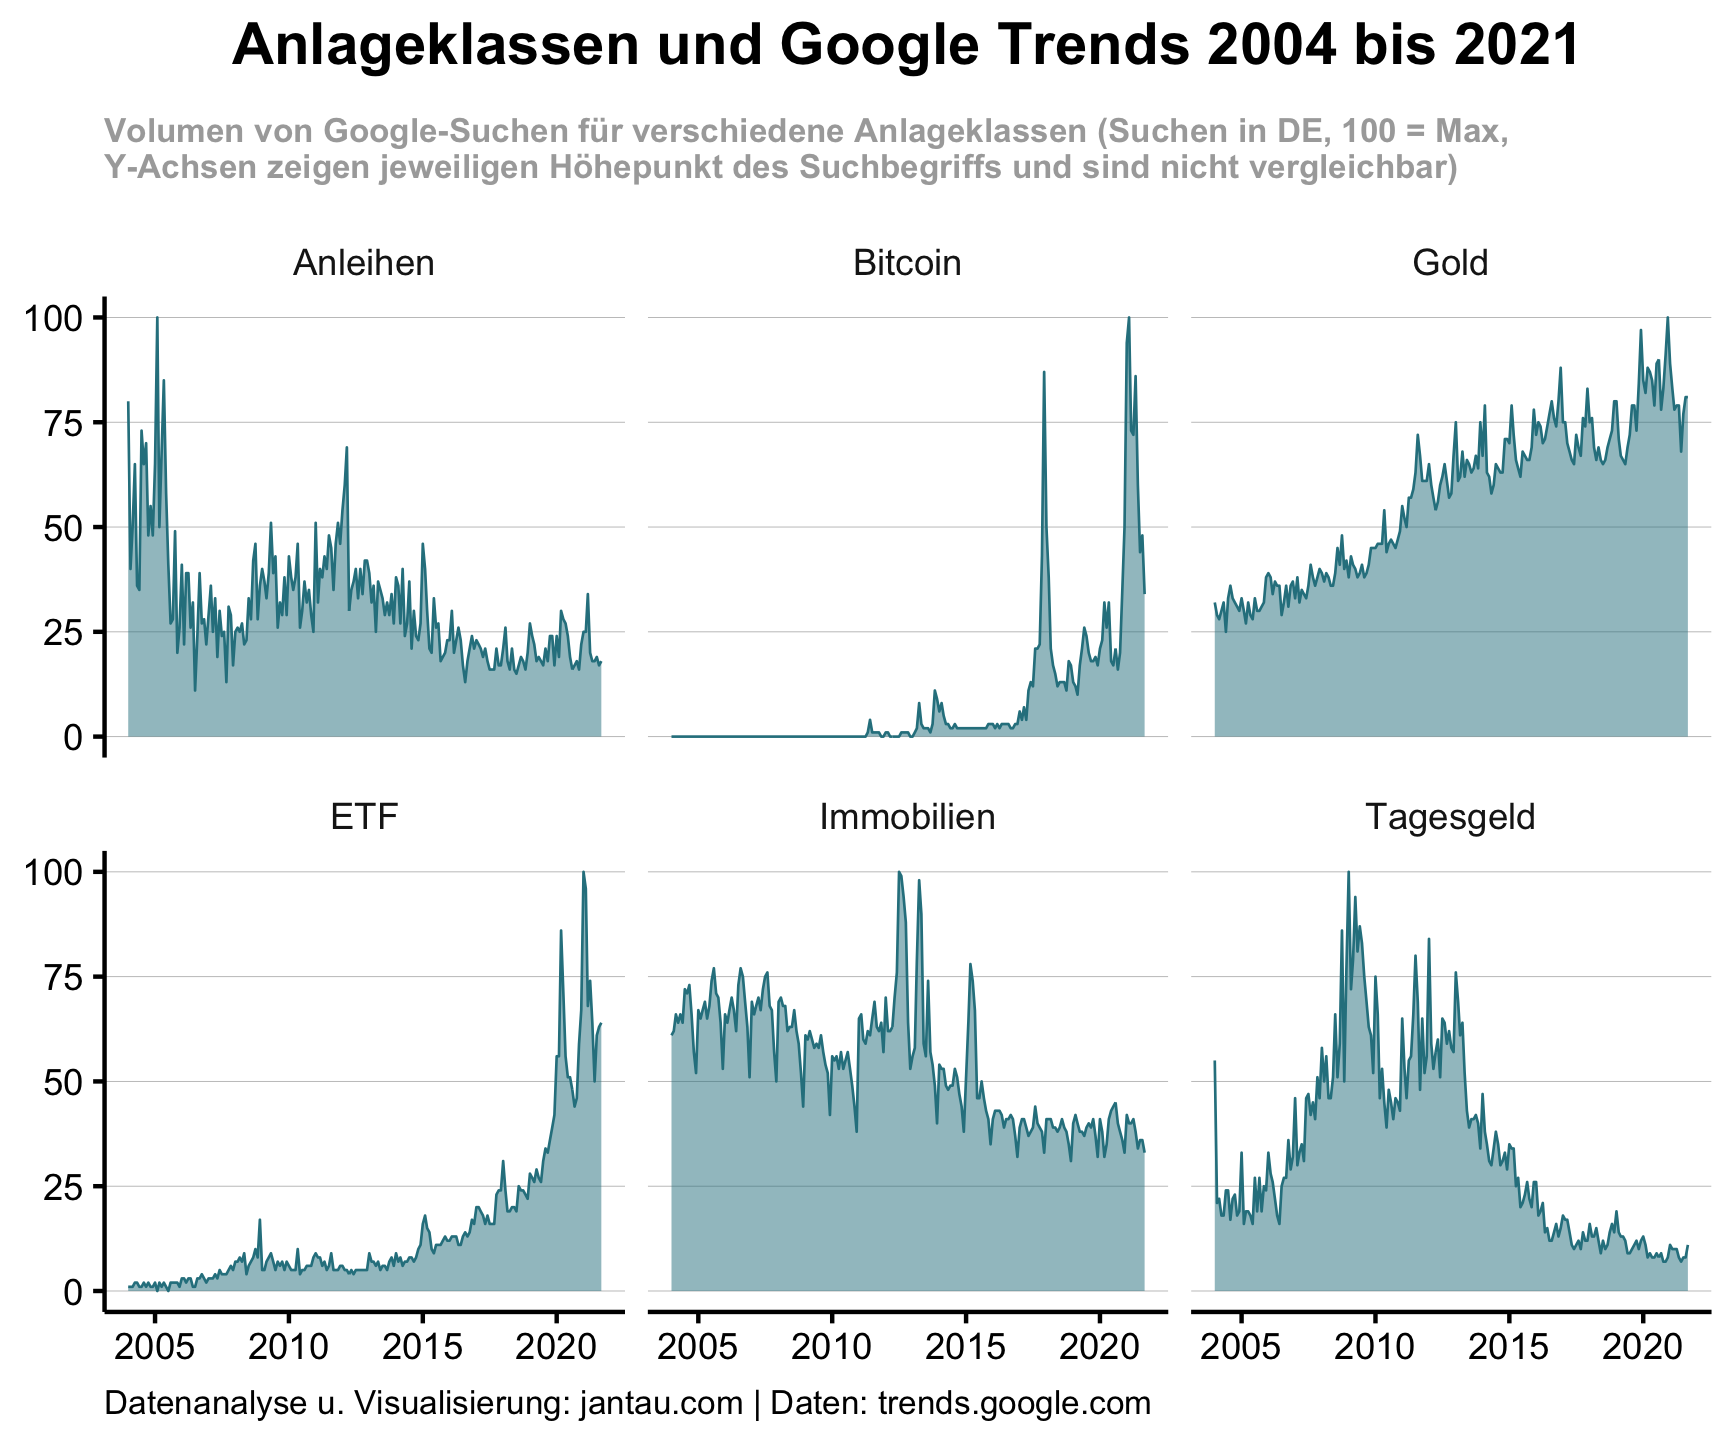 Anlageklassen und Google Trends 2004 bis 2021
Volumen von Google-Suchen für verschiedene Anlageklassen (Suchen in DE, 100 = Max,
Y-Achsen zeigen jeweiligen Höhepunkt des Suchbegriffs und sind nicht vergleichbar)
Anleihen Bitcoin Gold
100
75
50
25
0
ETF Immobilien Tagesgeld
100
75
50
25
0
2005 2010 2015 2020 2005 2010 2015 2020 2005 2010 2015 2020
Datenanalyse u. Visualisierung: jantau.com | Daten: trends.google.com